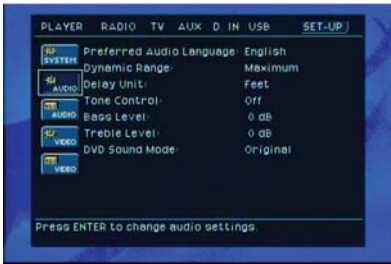 PLAYER RADIO TV AUX D. IN USB SET-UP
SYSTEM
AUDIO
AUDIO
VIDEO
VIDEO
Preferred Audio Language: English
Dynamic Range: Maximum
Delay Unit: Feet
Tone Control: Off
Bass Level: 0 dB
Treble Level: 0 dB
DVD Sound Mode: Original
Press ENTER to change audio settings.